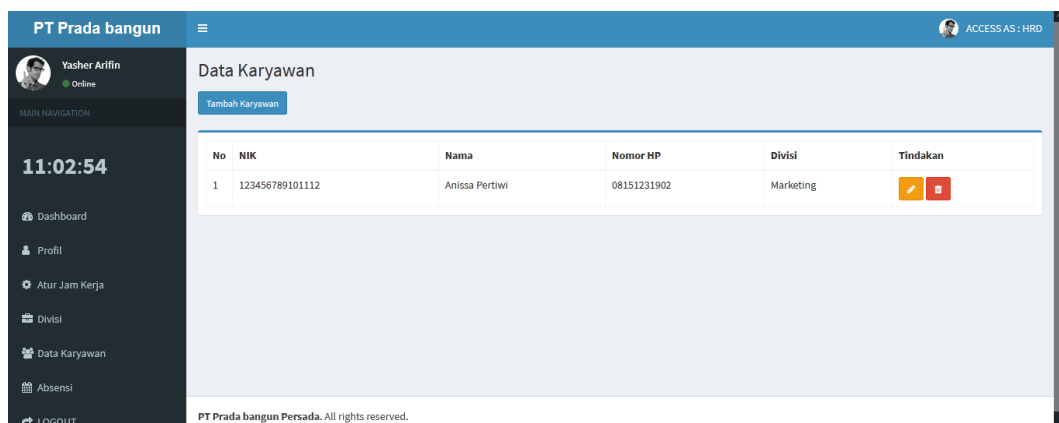 PT Prada bangun
ACCESS AS : HRD
Yasher Arifin
Online
MAIN NAVIGATION
11:02:54
Dashboard
Profil
Atur Jam Kerja
Divisi
Data Karyawan
Absensi
LOGOUT
Data Karyawan
Tambah Karyawan
No NIK Nama Nomor HP Divisi Tindakan
1 123456789101112 Anissa Pertiwi 08151231902 Marketing
PT Prada bangun Persada. All rights reserved.